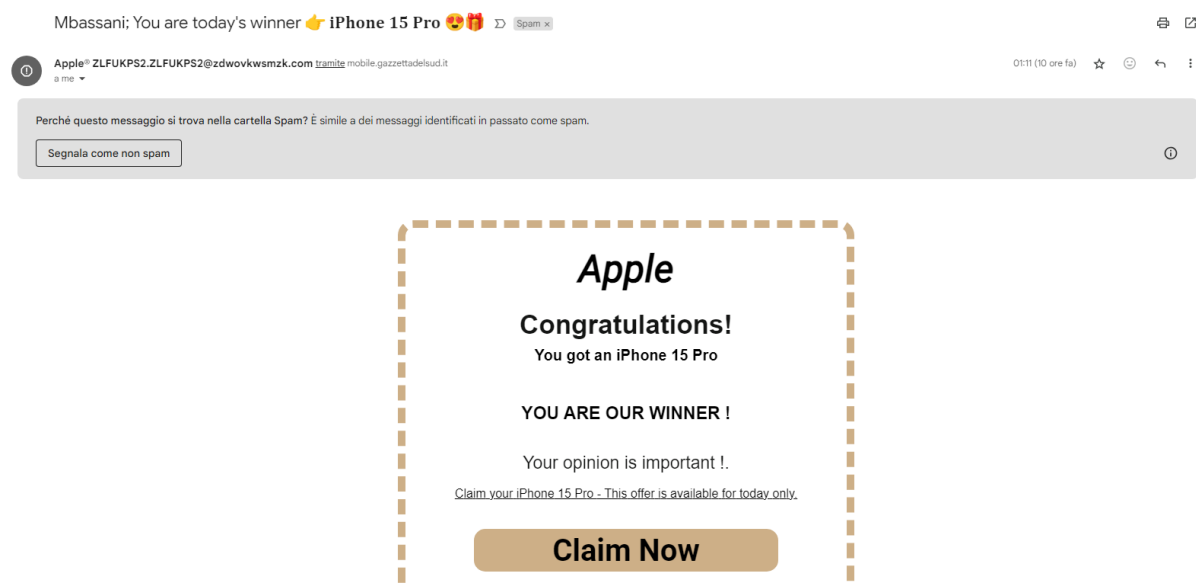 Mbassani; You are today's winner 👉 iPhone 15 Pro 😍🎁 Spam ×
Apple® ZLFUKPS2.ZLFUKPS2@zdwovkwsmzk.com tramite mobile.gazzettadelsud.it
01:11 (10 ore fa)
a me
Perché questo messaggio si trova nella cartella Spam? È simile a dei messaggi identificati in passato come spam.
Segnala come non spam
Apple
Congratulations!
You got an iPhone 15 Pro
YOU ARE OUR WINNER !
Your opinion is important !.
Claim your iPhone 15 Pro - This offer is available for today only.
Claim Now